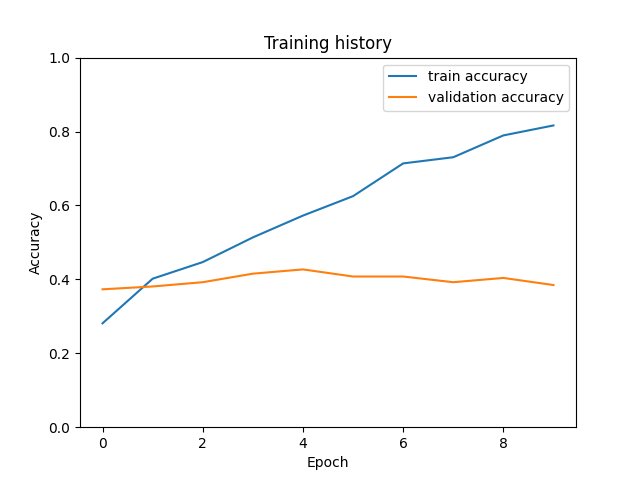 Training history
train accuracy
validation accuracy
1.0
0.8
0.6
0.4
0.2
0.0
Accuracy
0 2 4 6 8
Epoch